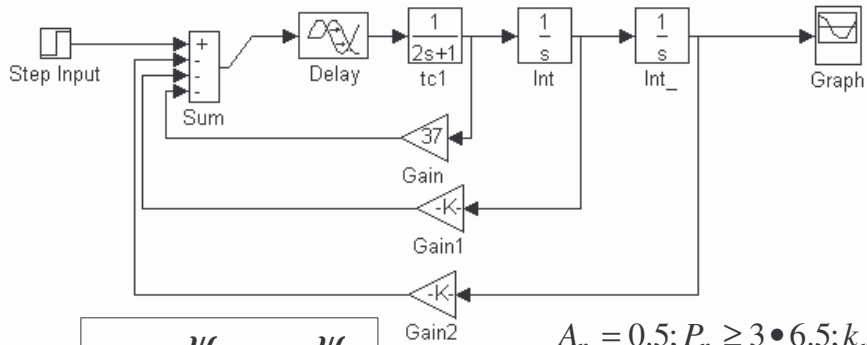 +
-
-
-
1
2s+1
1
s
1
s
Step Input
Sum
Delay
tc1
Int
Int_
Graph
37
Gain
-K-
Gain1
-K-
Gain2